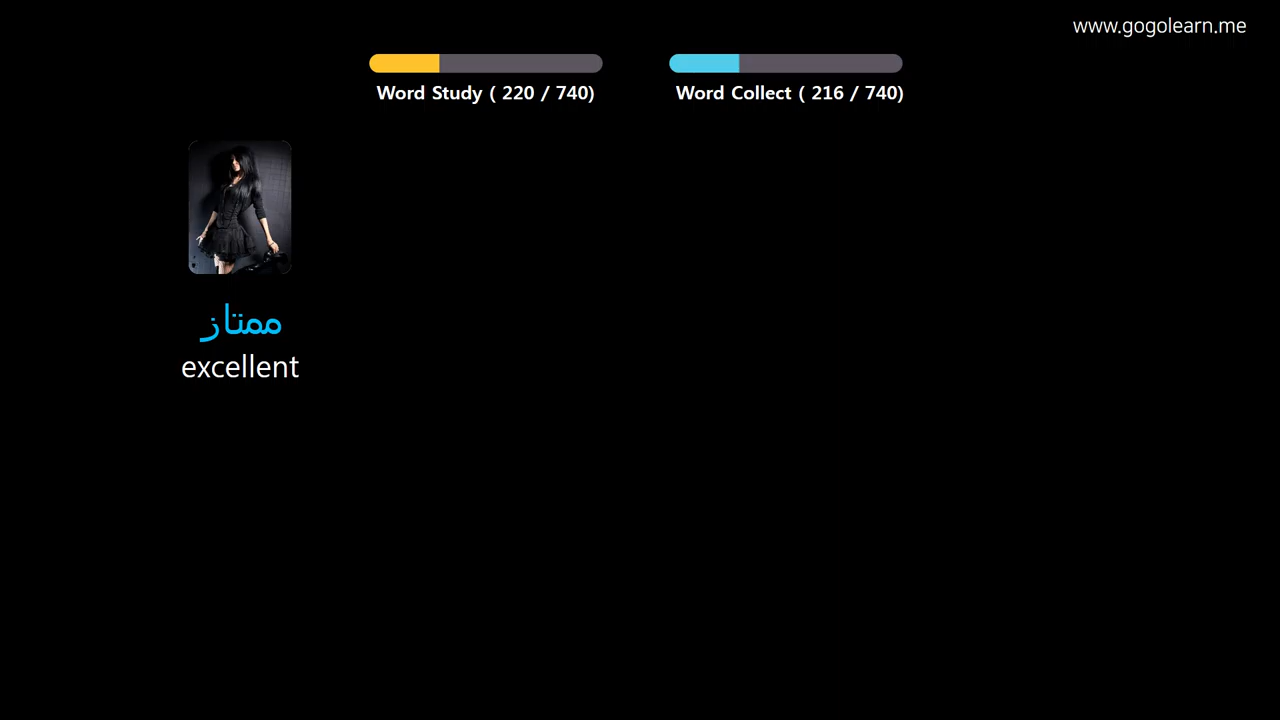 www.gogolearn.me
Word Study ( 220 / 740)
Word Collect ( 216 / 740)
ممتاز
excellent